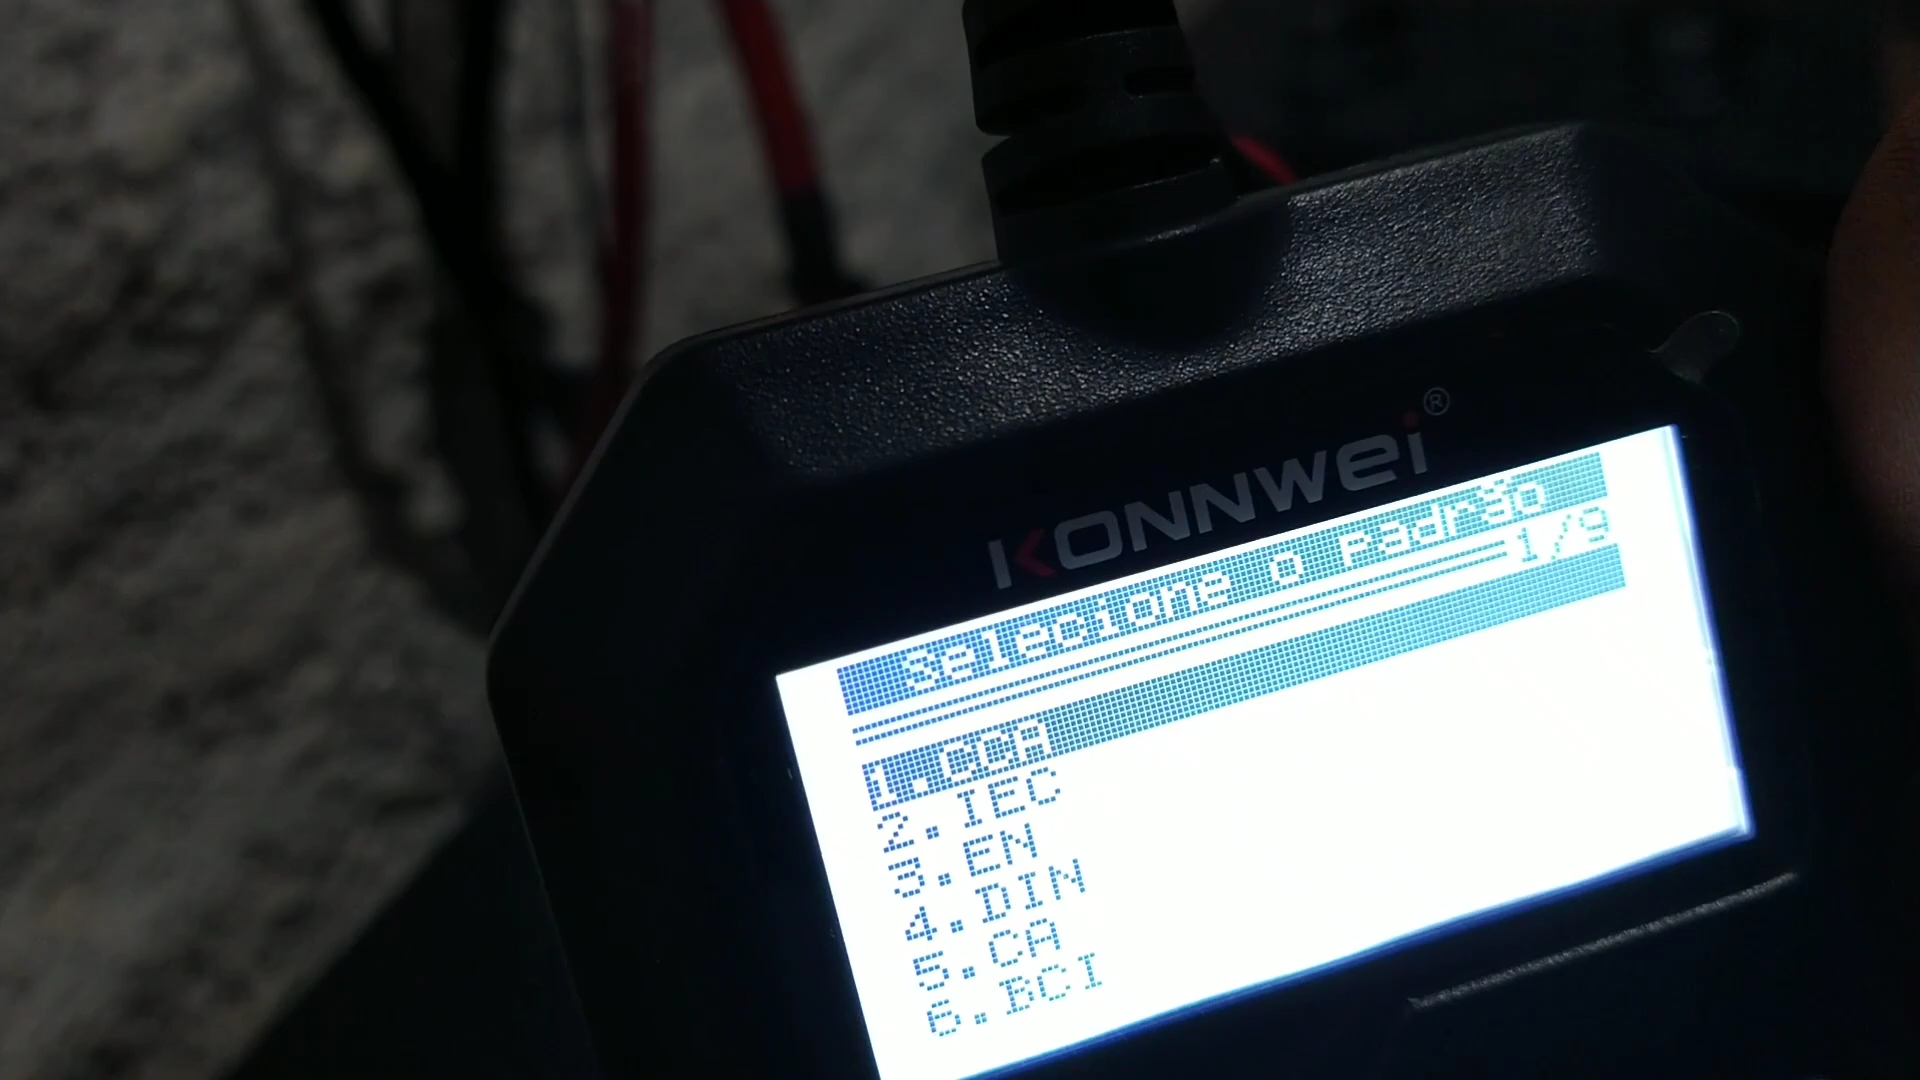 KONNWEI®
Selecione o Padrão
1/9
1.CCA
2.IEC
3.EN
4.DIN
5.CA
6.BCI